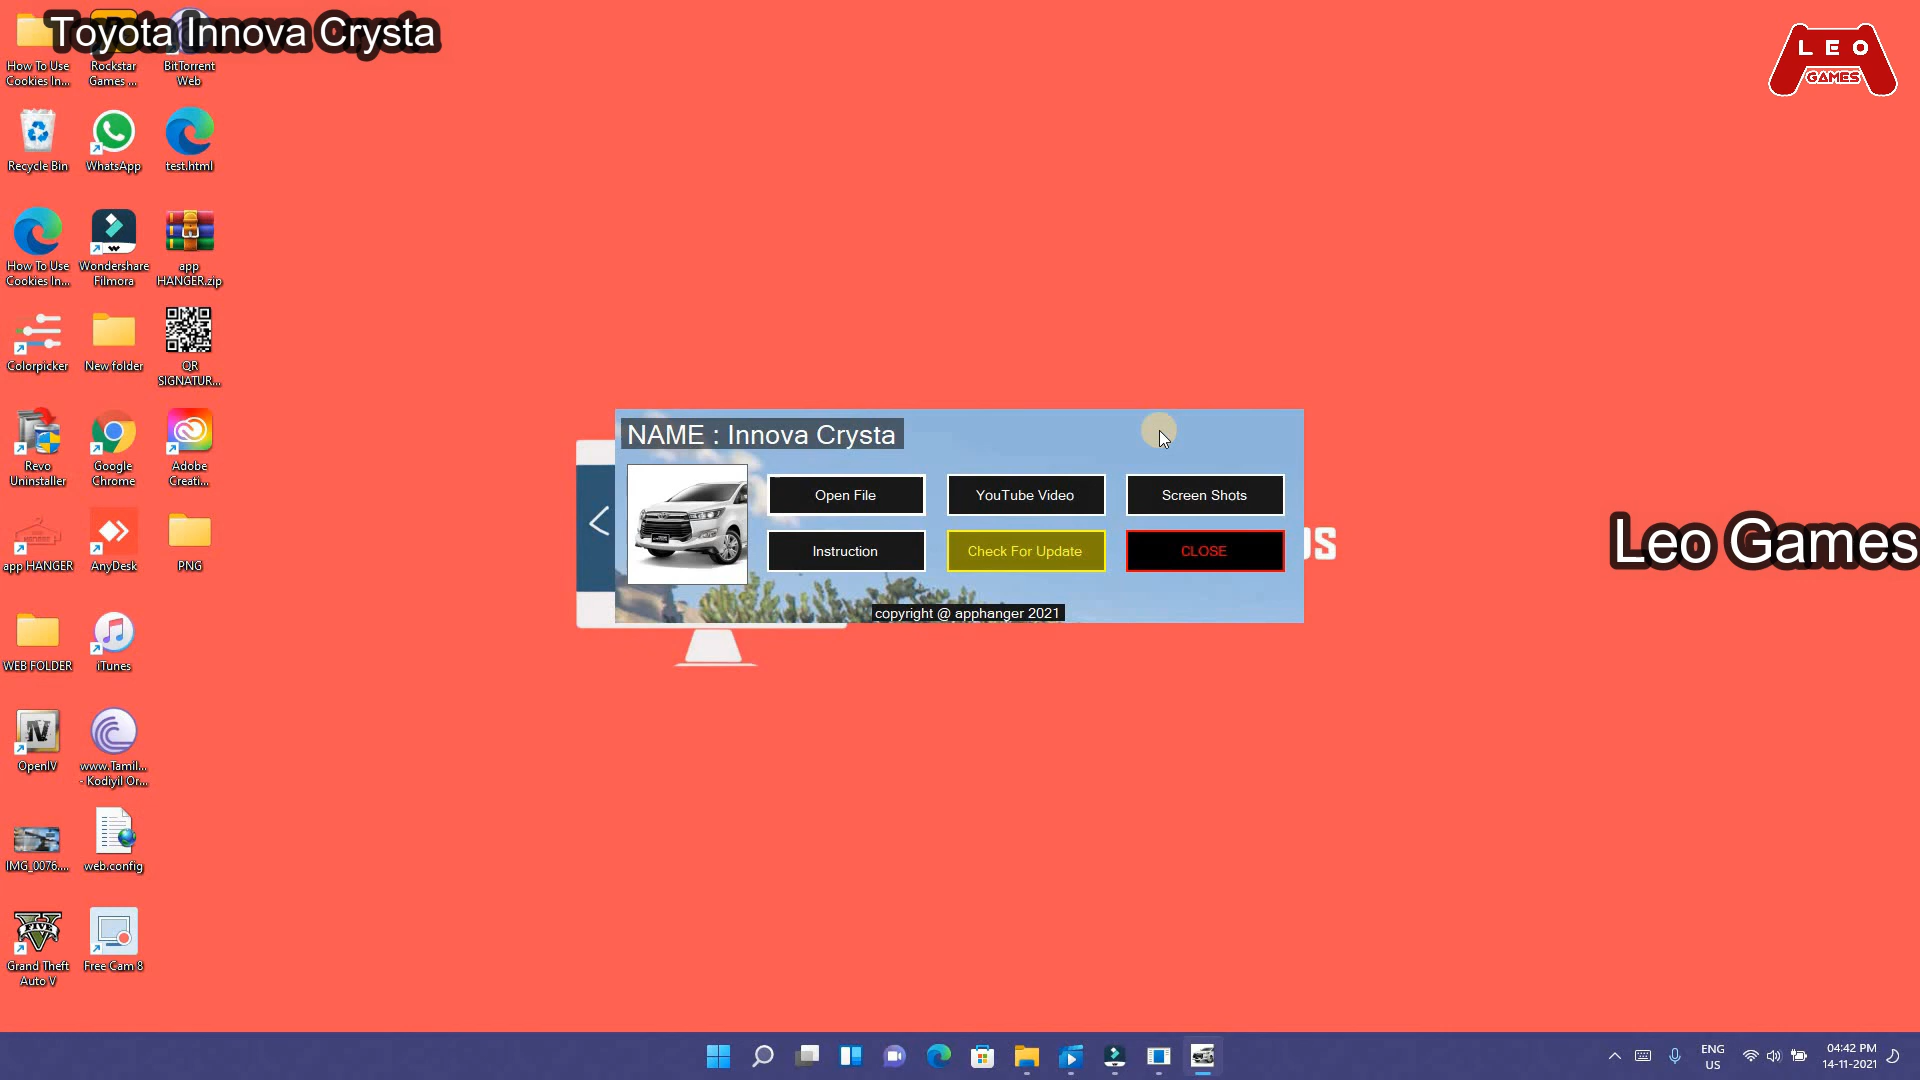 Toyota Innova Crysta
LEO
GAMES
How To Use
Cookies In...
Rockstar
Games ...
BitTorrent
Web
Recycle Bin
WhatsApp
test.html
How To Use
Cookies In...
Wondershare
Filmora
app
HANGER.zip
Colorpicker
New folder
QR
SIGNATUR...
Revo
Uninstaller
Google
Chrome
Adobe
Creati...
app HANGER
AnyDesk
PNG
WEB FOLDER
iTunes
OpenIV
www.Tamil...
- Kodiyil Or...
IMG_0076....
web.config
Grand Theft
Auto V
Free Cam 8
NAME : Innova Crysta
Open File
YouTube Video
Screen Shots
Instruction
Check For Update
CLOSE
copyright @ apphanger 2021
Leo Games
ENG
US
04:42 PM
14-11-2021